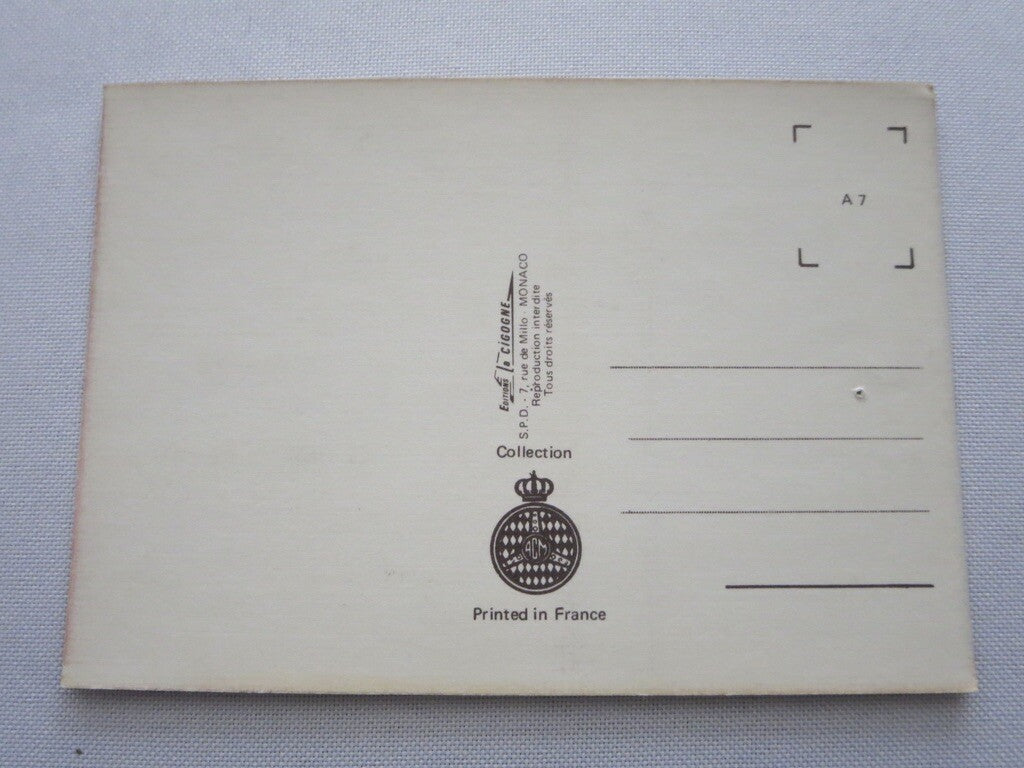 A 7
EDITIONS la CIGOGNE
S.P.D. - 7, rue de Millo - MONACO
Reproduction interdite
Tous droits réservés
Collection
ACM
Printed in France